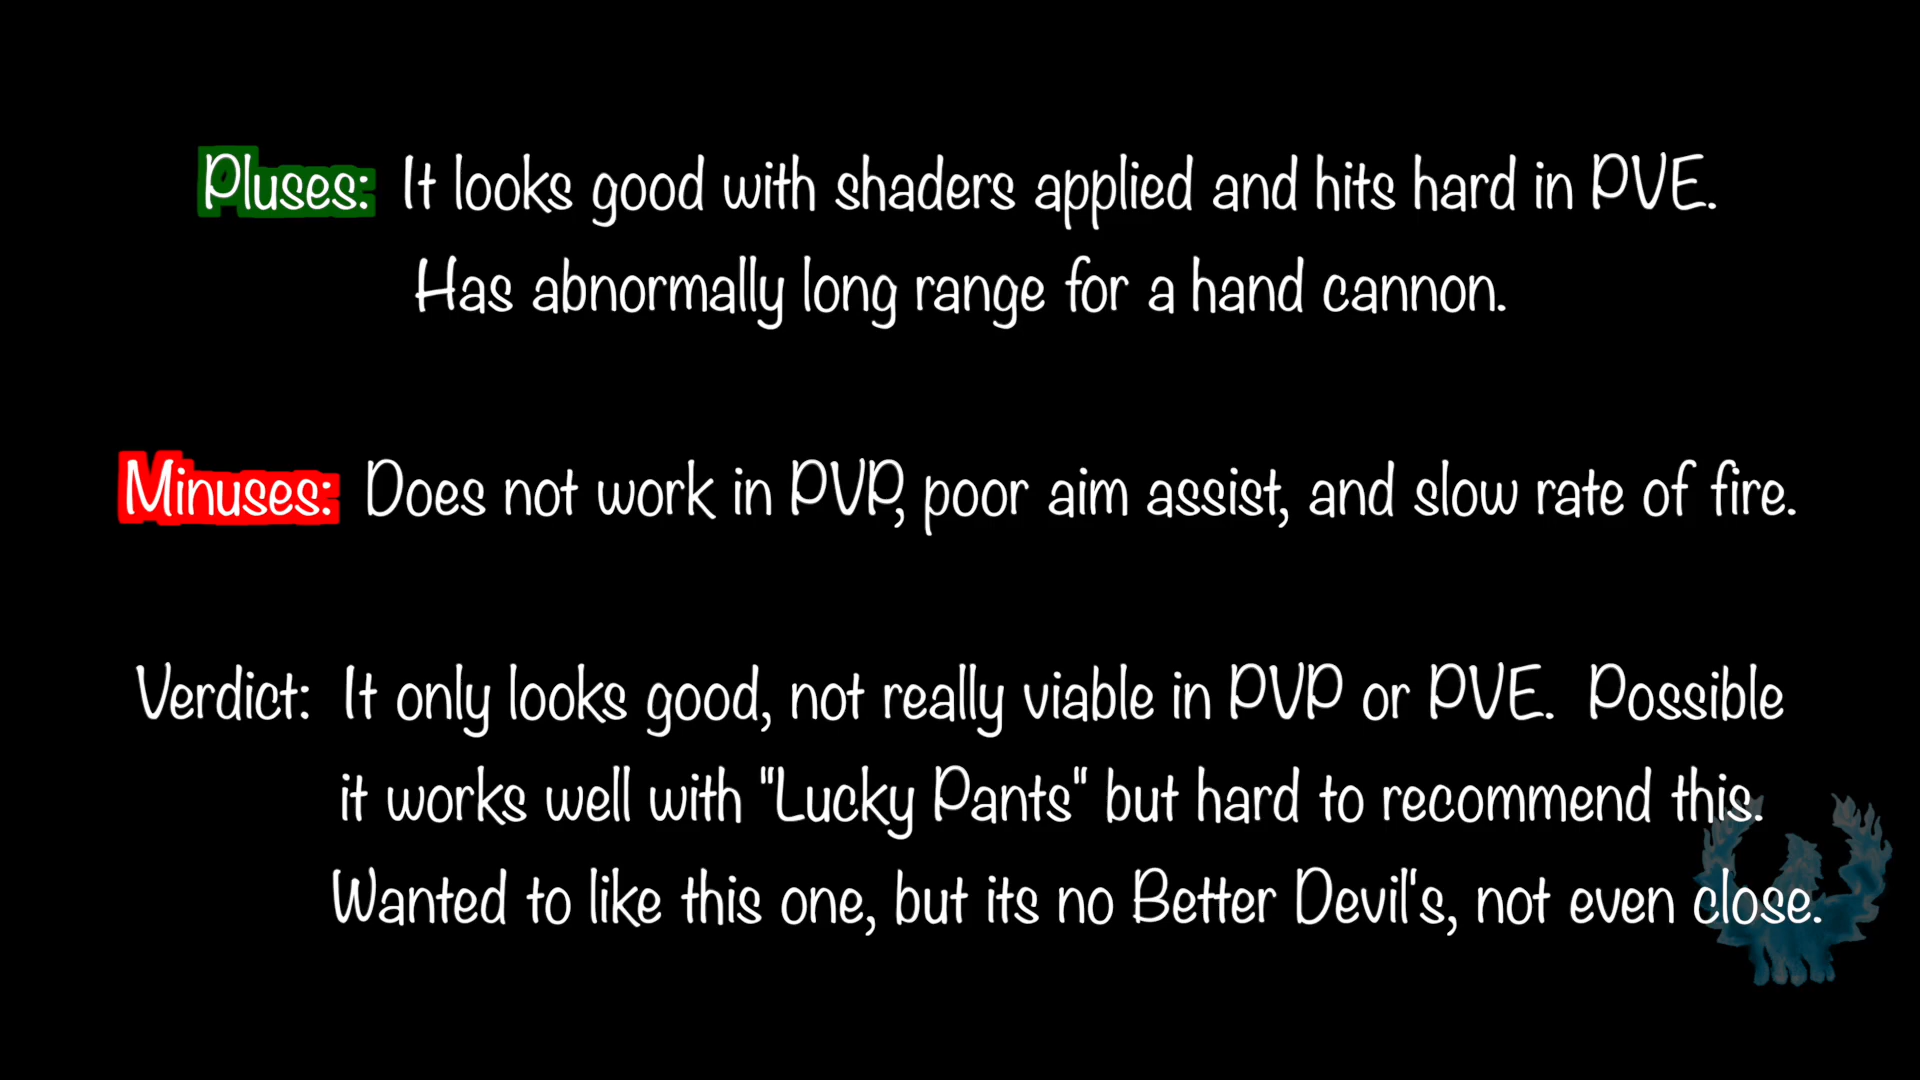 Pluses: It looks good with shaders applied and hits hard in PVE.
Has abnormally long range for a hand cannon.
Minuses: Does not work in PVP, poor aim assist, and slow rate of fire.
Verdict: It only looks good, not really viable in PVP or PVE. Possible
it works well with "Lucky Pants" but hard to recommend this.
Wanted to like this one, but its no Better Devil's, not even close.